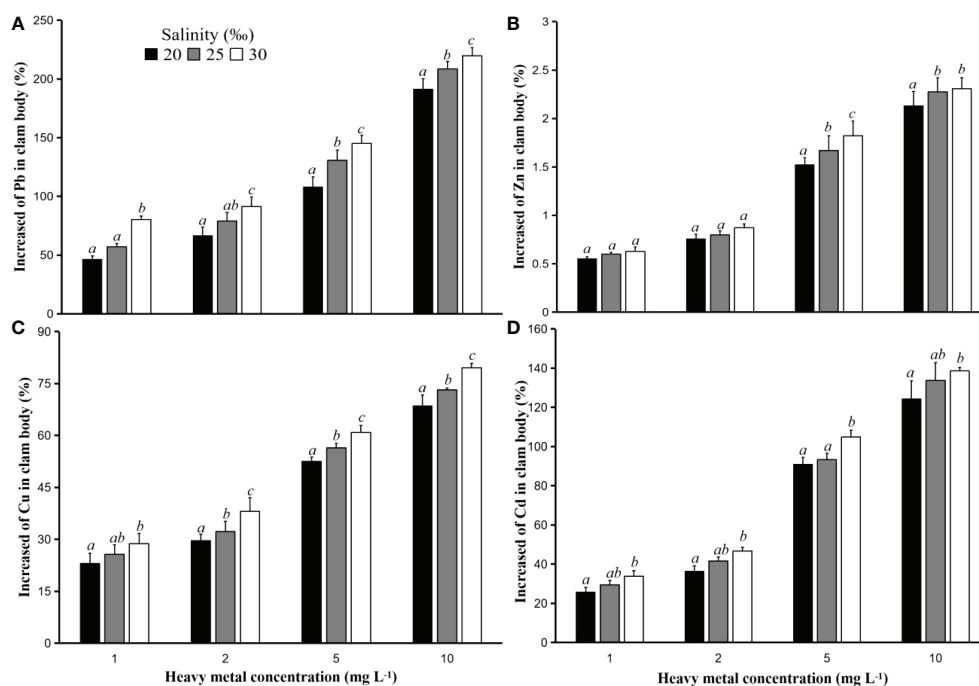 A
Salinity (‰)
20 25 30
Increased of Pb in clam body (%)
250
200
150
100
50
0
a a b
a ab c
a b c
a b c
B
Increased of Zn in clam body (%)
3
2.5
2
1.5
1
0.5
0
a a a
a a a
a b c
a b b
C
Increased of Cu in clam body (%)
90
75
60
45
30
15
0
a ab b
a b c
a b c
a b c
1 2 5 10
Heavy metal concentration (mg L-1)
D
Increased of Cd in clam body (%)
160
140
120
100
80
60
40
20
0
a ab b
a ab b
a a b
a ab b
1 2 5 10
Heavy metal concentration (mg L-1)